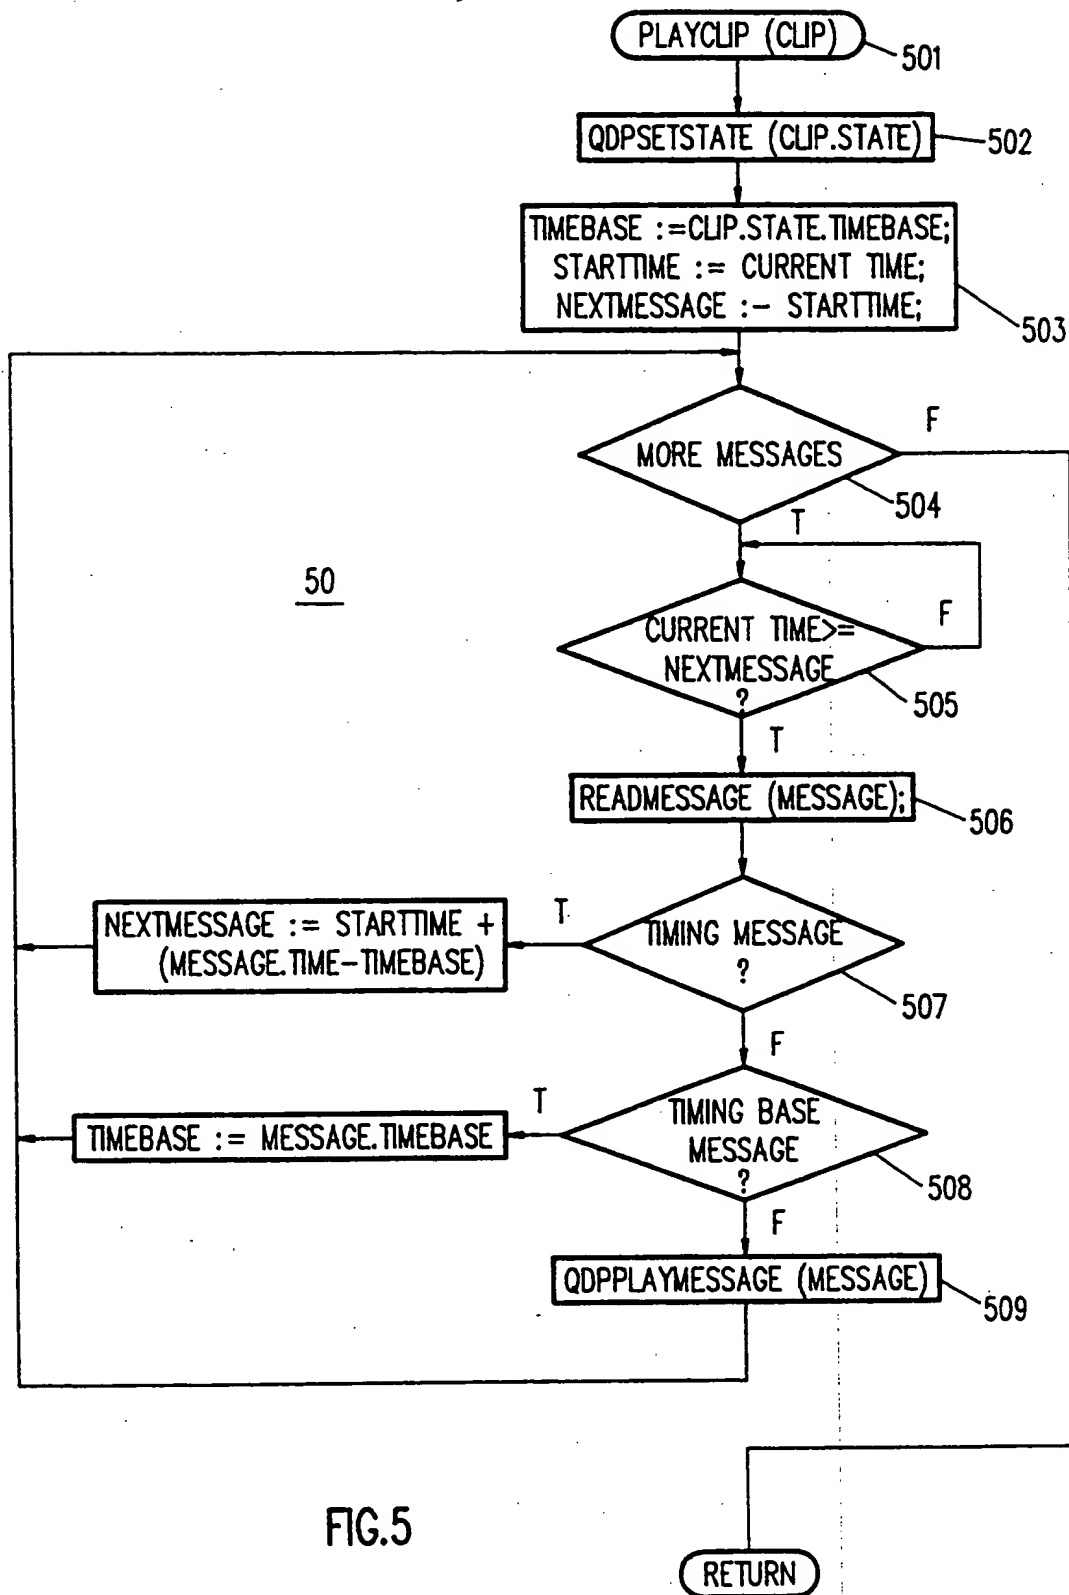 PLAYCLIP (CLIP)
501
QDPSETSTATE (CLIP.STATE)
502
TIMEBASE :=CLIP.STATE.TIMEBASE;
STARTTIME := CURRENT TIME;
NEXTMESSAGE :- STARTTIME;
503
MORE MESSAGES
F
504
T
50
CURRENT TIME>=
NEXTMESSAGE
?
F
505
T
READMESSAGE (MESSAGE);
506
NEXTMESSAGE := STARTTIME +
(MESSAGE.TIME-TIMEBASE)
T
TIMING MESSAGE
?
507
F
TIMEBASE := MESSAGE.TIMEBASE
T
TIMING BASE
MESSAGE
?
508
F
QDPPLAYMESSAGE (MESSAGE)
509
FIG.5
RETURN